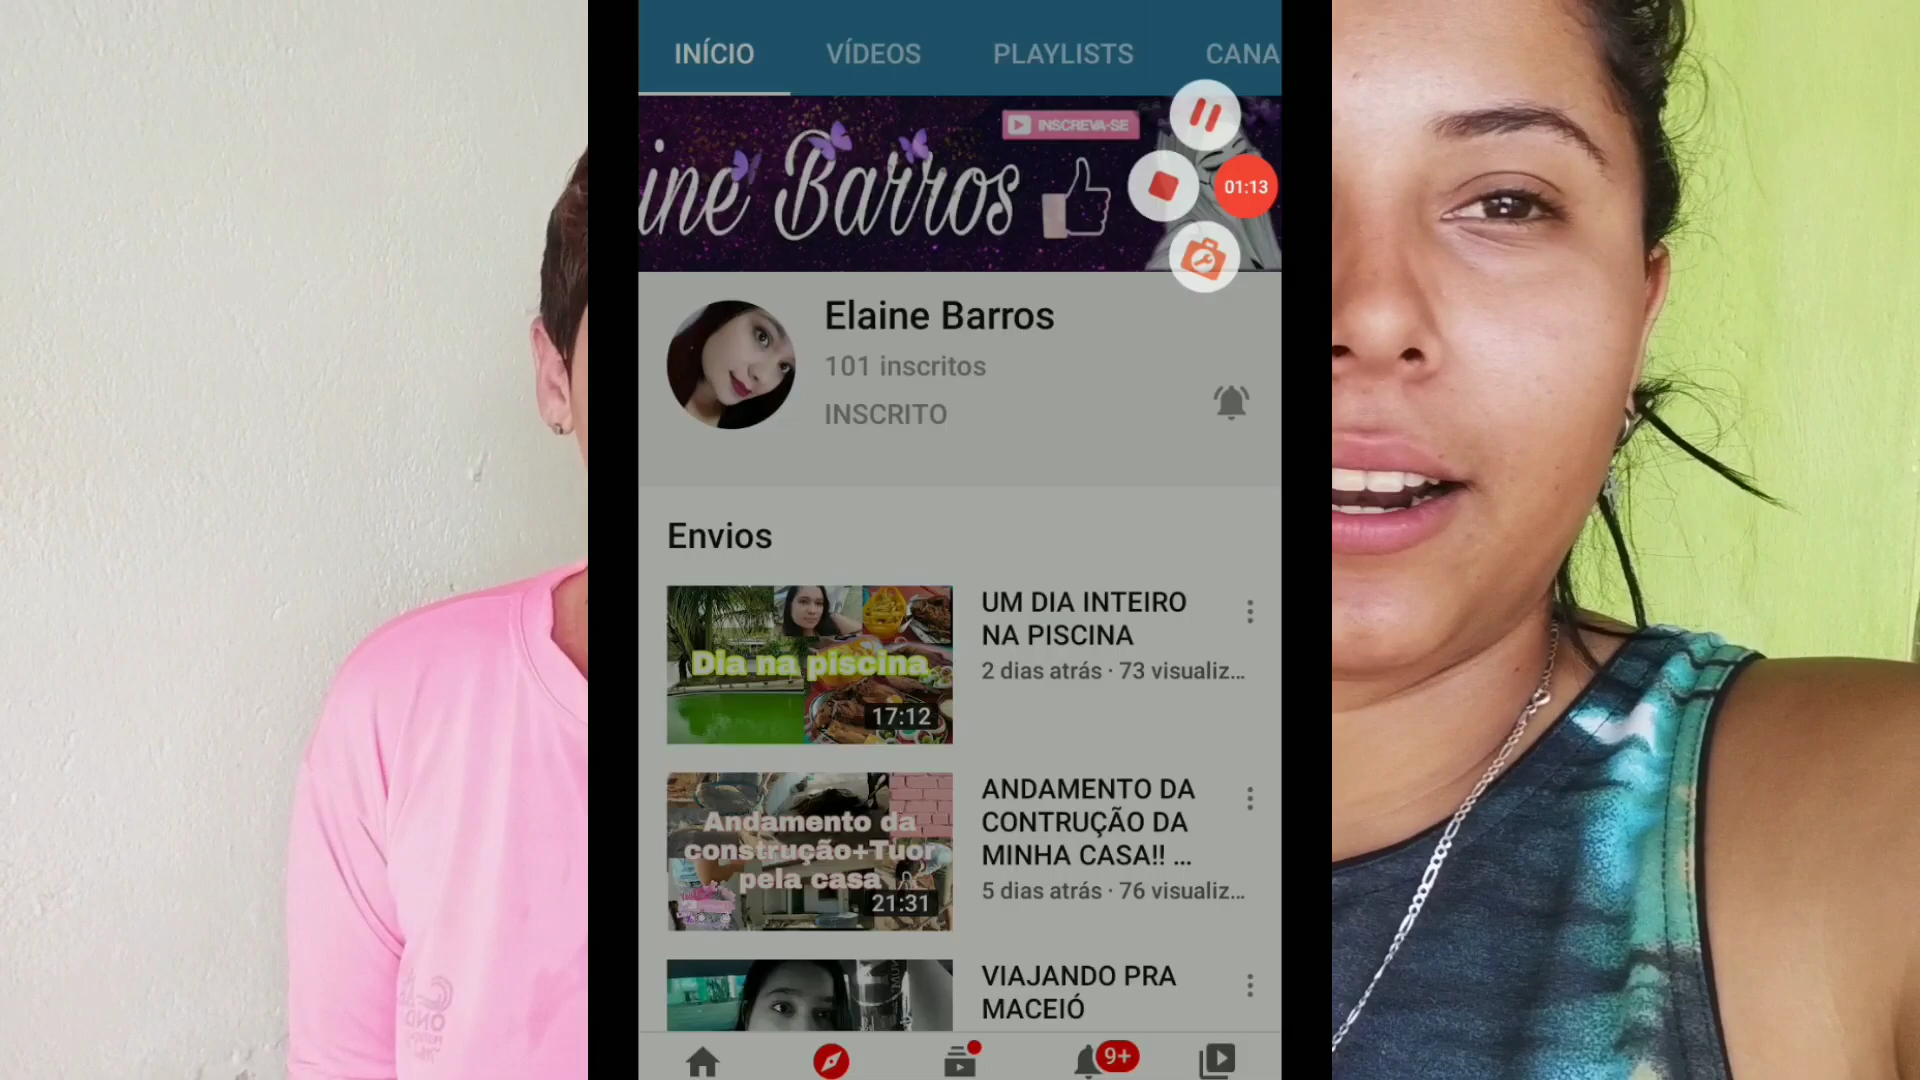 INÍCIO VÍDEOS PLAYLISTS CANA
INSCREVA-SE
ine Barros
01:13
Elaine Barros
101 inscritos
INSCRITO
Envios
Dia na piscina
17:12
UM DIA INTEIRO
NA PISCINA
2 dias atrás · 73 visualiz...
Andamento da
construção+Tuor
pela casa
21:31
ANDAMENTO DA
CONTRUÇÃO DA
MINHA CASA!! ...
5 dias atrás · 76 visualiz...
VIAJANDO PRA
MACEIÓ
9+